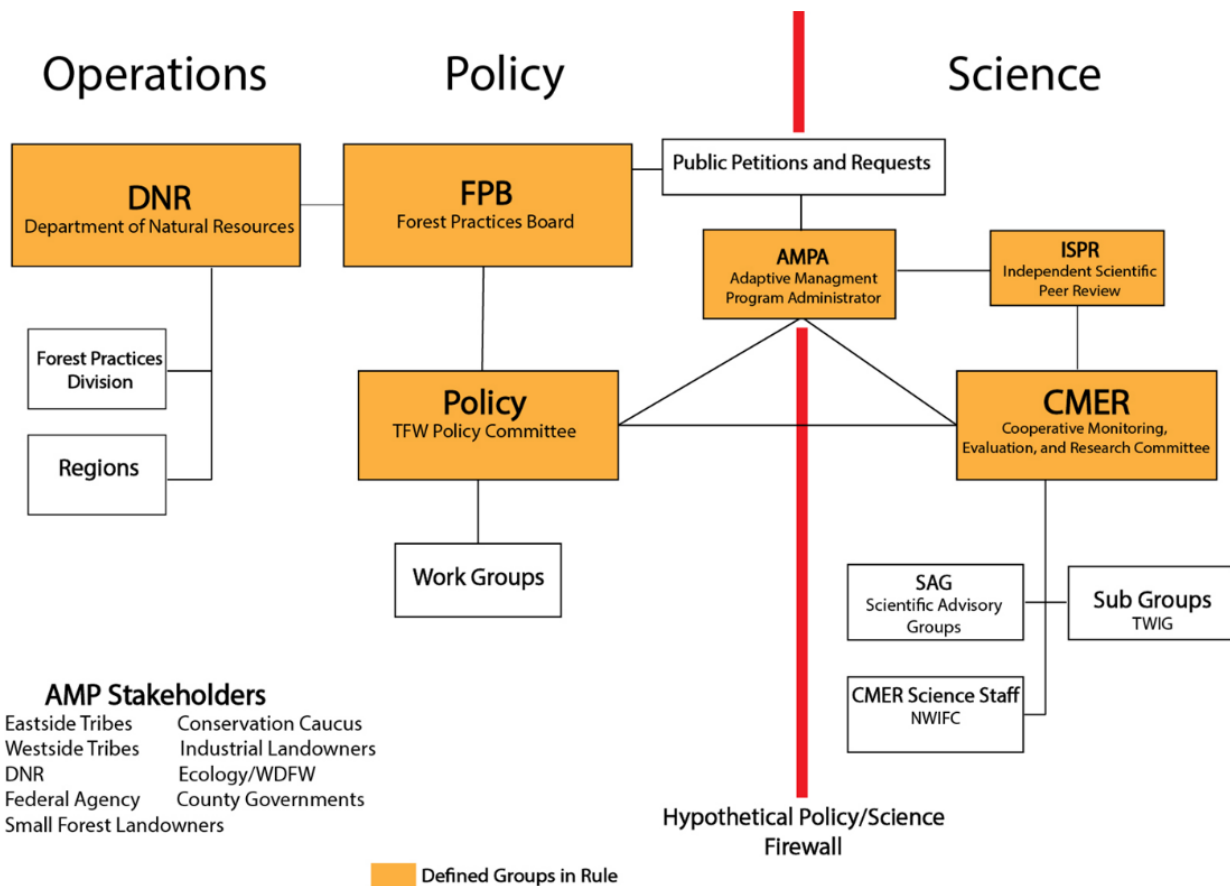 Operations
Policy
Science
DNR
Department of Natural Resources
FPB
Forest Practices Board
Public Petitions and Requests
AMPA
Adaptive Managment
Program Administrator
ISPR
Independent Scientific
Peer Review
Forest Practices
Division
Regions
Policy
TFW Policy Committee
CMER
Cooperative Monitoring,
Evaluation, and Research Committee
Work Groups
SAG
Scientific Advisory
Groups
Sub Groups
TWIG
CMER Science Staff
NWIFC
AMP Stakeholders
Eastside Tribes Conservation Caucus
Westside Tribes Industrial Landowners
DNR Ecology/WDFW
Federal Agency County Governments
Small Forest Landowners
Hypothetical Policy/Science
Firewall
Defined Groups in Rule